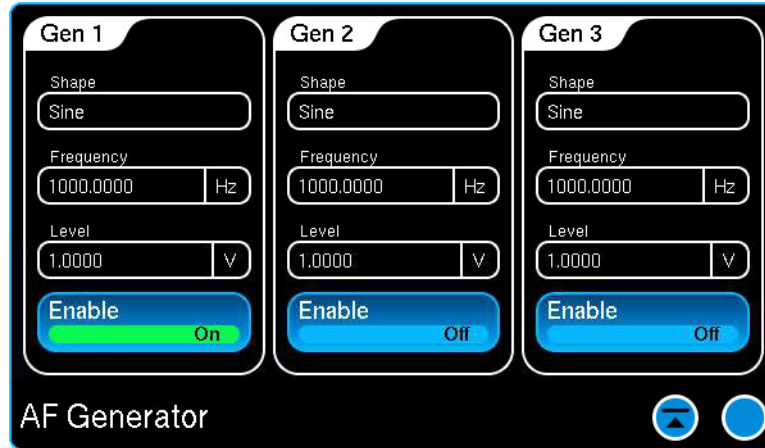 Gen 1
Shape
Sine
Frequency
1000.0000 Hz
Level
1.0000 V
Enable
On
Gen 2
Shape
Sine
Frequency
1000.0000 Hz
Level
1.0000 V
Enable
Off
Gen 3
Shape
Sine
Frequency
1000.0000 Hz
Level
1.0000 V
Enable
Off
AF Generator